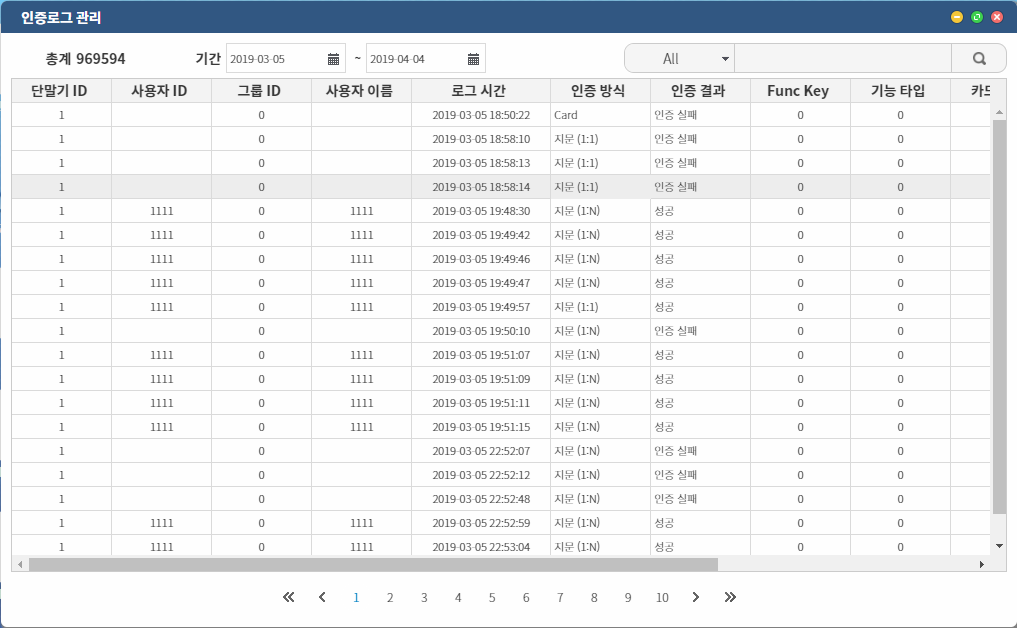 인증로그 관리
총계 969594 기간 2019-03-05 ~ 2019-04-04 All
단말기 ID 사용자 ID 그룹 ID 사용자 이름 로그 시간 인증 방식 인증 결과 Func Key 기능 타입
1 0 2019-03-05 18:50:22 Card 인증 실패 0 0
1 0 2019-03-05 18:58:10 지문 (1:1) 인증 실패 0 0
1 0 2019-03-05 18:58:13 지문 (1:1) 인증 실패 0 0
1 0 2019-03-05 18:58:14 지문 (1:1) 인증 실패 0 0
1 1111 0 1111 2019-03-05 19:48:30 지문 (1:N) 성공 0 0
1 1111 0 1111 2019-03-05 19:49:42 지문 (1:N) 성공 0 0
1 1111 0 1111 2019-03-05 19:49:46 지문 (1:N) 성공 0 0
1 1111 0 1111 2019-03-05 19:49:47 지문 (1:N) 성공 0 0
1 1111 0 1111 2019-03-05 19:49:57 지문 (1:1) 성공 0 0
1 0 2019-03-05 19:50:10 지문 (1:N) 인증 실패 0 0
1 1111 0 1111 2019-03-05 19:51:07 지문 (1:N) 성공 0 0
1 1111 0 1111 2019-03-05 19:51:09 지문 (1:N) 성공 0 0
1 1111 0 1111 2019-03-05 19:51:11 지문 (1:N) 성공 0 0
1 1111 0 1111 2019-03-05 19:51:15 지문 (1:N) 성공 0 0
1 0 2019-03-05 22:52:07 지문 (1:N) 인증 실패 0 0
1 0 2019-03-05 22:52:12 지문 (1:N) 인증 실패 0 0
1 0 2019-03-05 22:52:48 지문 (1:N) 인증 실패 0 0
1 1111 0 1111 2019-03-05 22:52:59 지문 (1:N) 성공 0 0
1 1111 0 1111 2019-03-05 22:53:04 지문 (1:N) 성공 0 0
1 2 3 4 5 6 7 8 9 10